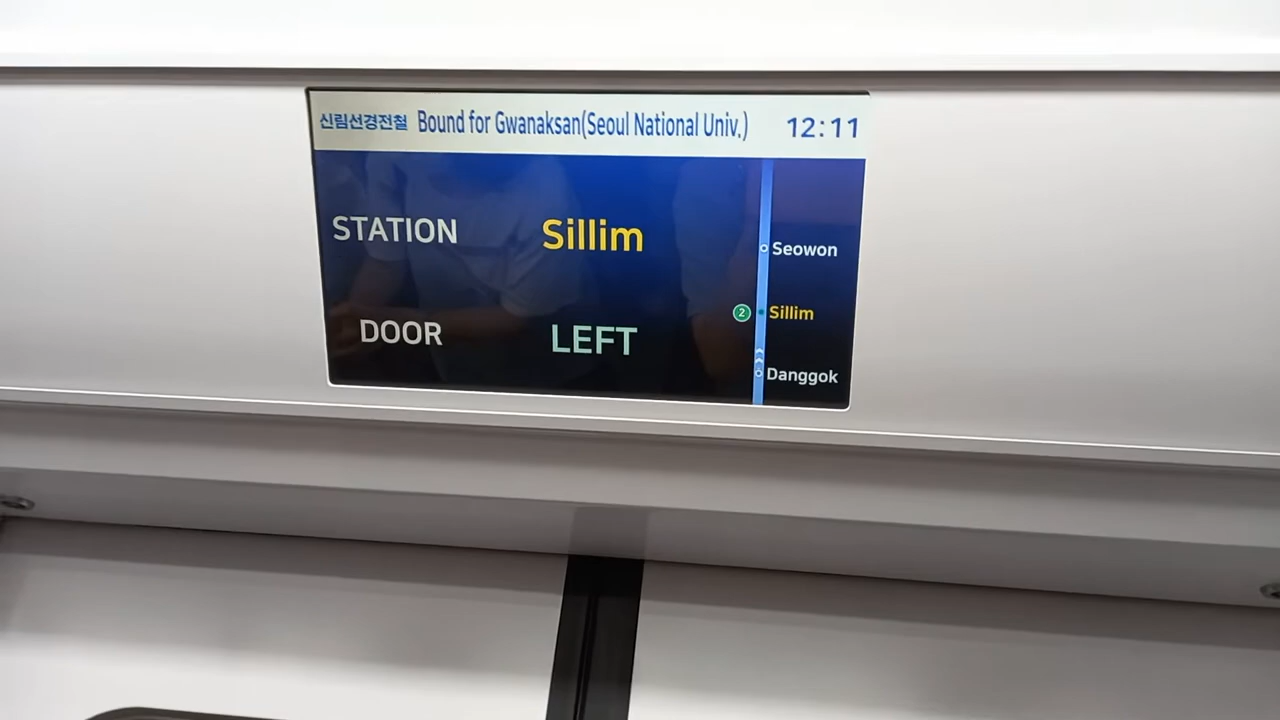 신림선경전철 Bound for Gwanaksan(Seoul National Univ.) 12:11
STATION Sillim
DOOR LEFT
Seowon
2 Sillim
Danggok